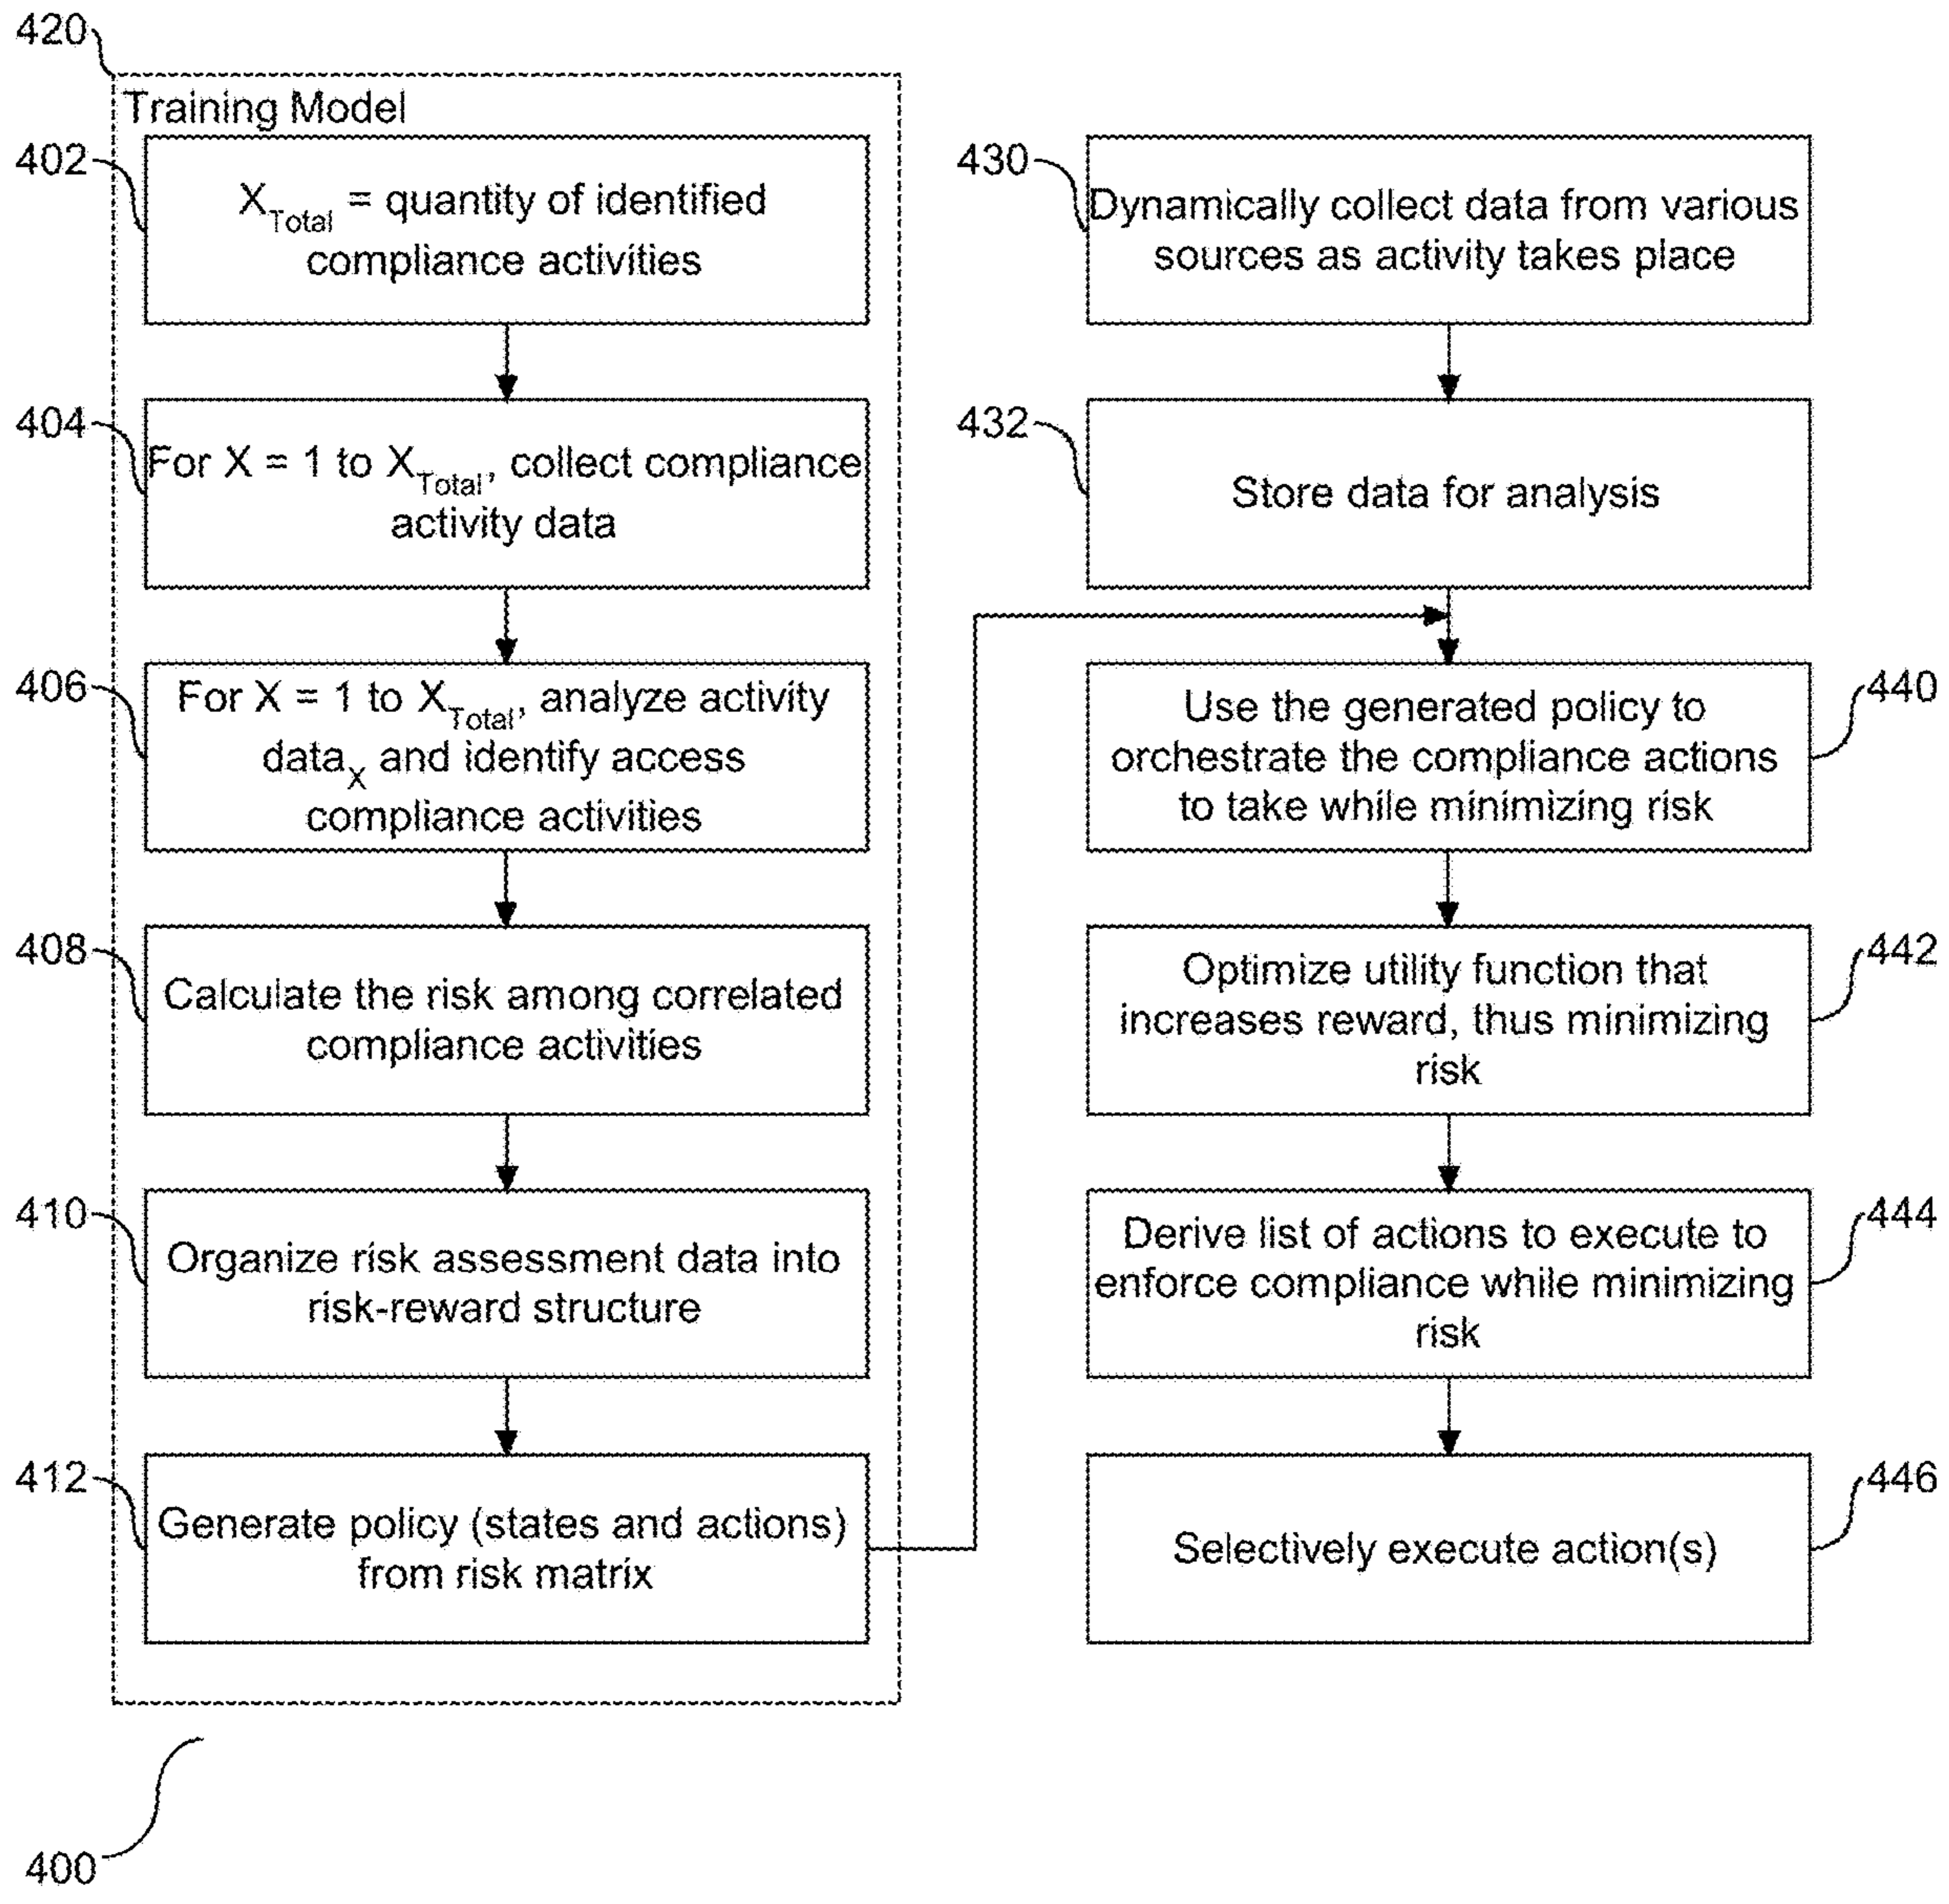 420
Training Model
402
X_Total = quantity of identified
compliance activities
404
For X = 1 to X_Total, collect compliance
activity data
406
For X = 1 to X_Total, analyze activity
data_X and identify access
compliance activities
408
Calculate the risk among correlated
compliance activities
410
Organize risk assessment data into
risk-reward structure
412
Generate policy (states and actions)
from risk matrix
430
Dynamically collect data from various
sources as activity takes place
432
Store data for analysis
440
Use the generated policy to
orchestrate the compliance actions
to take while minimizing risk
442
Optimize utility function that
increases reward, thus minimizing
risk
444
Derive list of actions to execute to
enforce compliance while minimizing
risk
446
Selectively execute action(s)
400